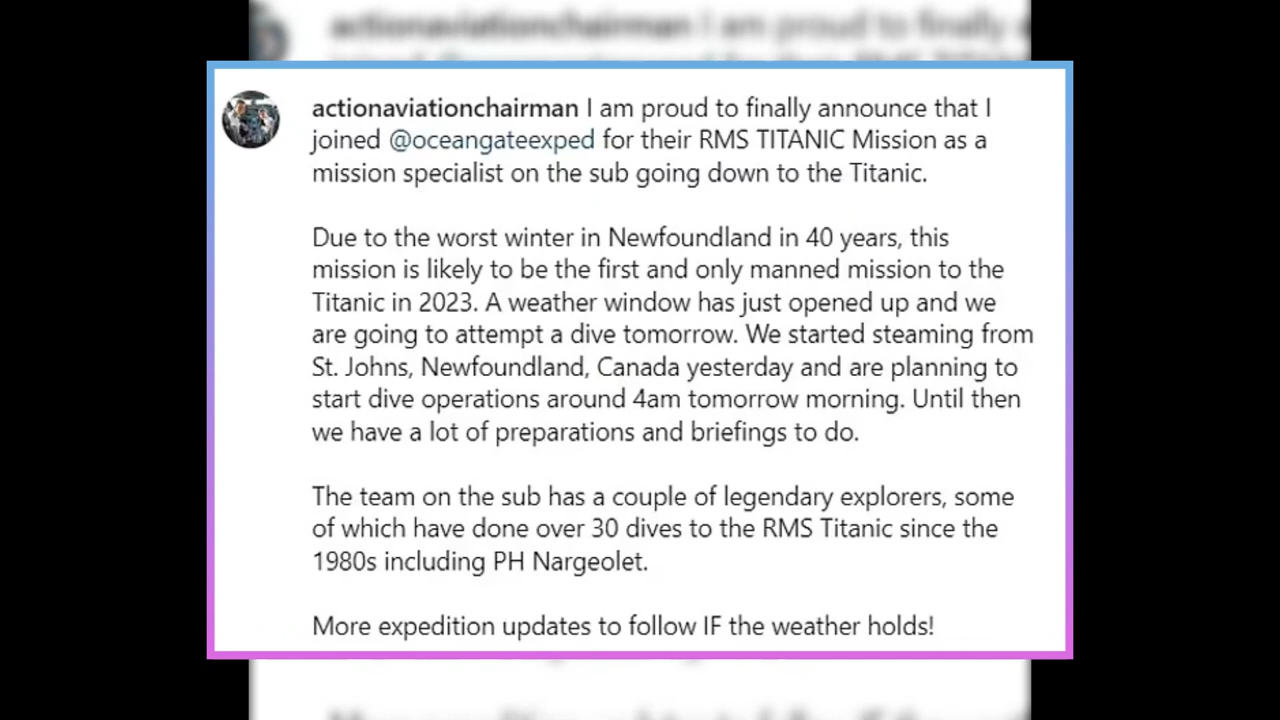 actionaviationchairman I am proud to finally
actionaviationchairman I am proud to finally announce that I
joined @oceangateexped for their RMS TITANIC Mission as a
mission specialist on the sub going down to the Titanic.
Due to the worst winter in Newfoundland in 40 years, this
mission is likely to be the first and only manned mission to the
Titanic in 2023. A weather window has just opened up and we
are going to attempt a dive tomorrow. We started steaming from
St. Johns, Newfoundland, Canada yesterday and are planning to
start dive operations around 4am tomorrow morning. Until then
we have a lot of preparations and briefings to do.
The team on the sub has a couple of legendary explorers, some
of which have done over 30 dives to the RMS Titanic since the
1980s including PH Nargeolet.
More expedition updates to follow IF the weather holds!